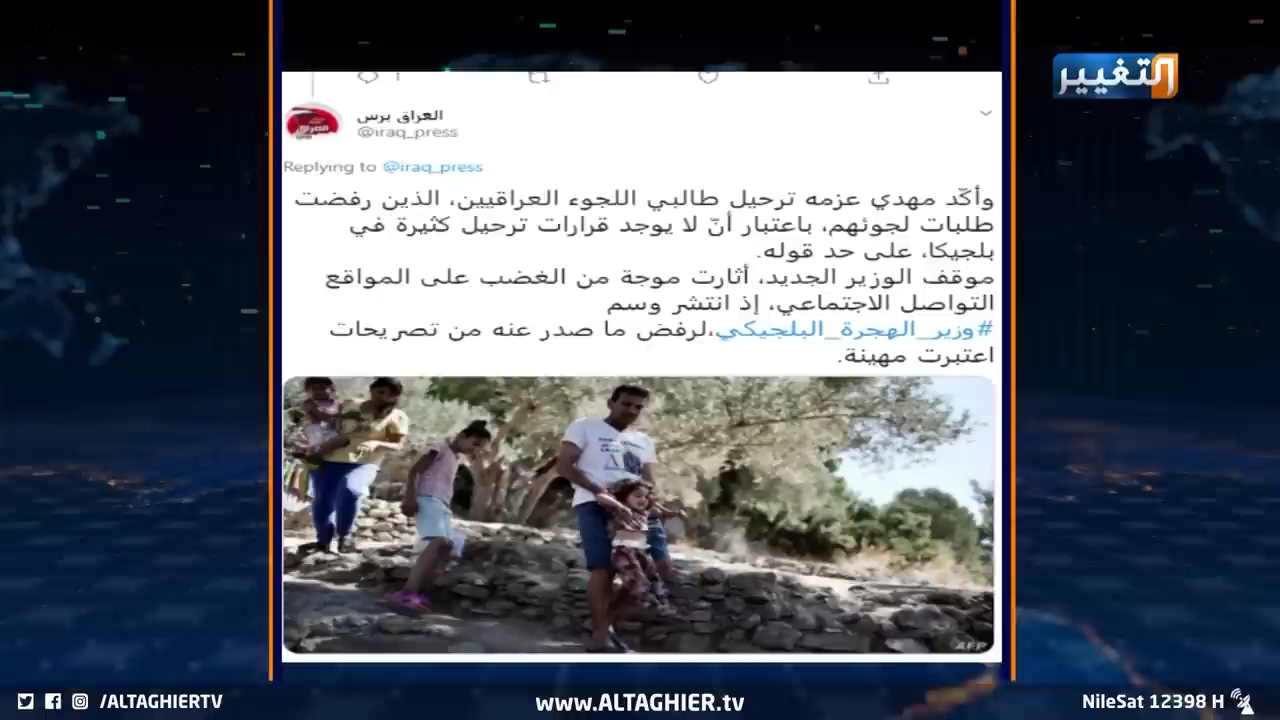 التغيير
العراق برس
@iraq_press
Replying to @iraq_press
وأكّد مهدي عزمه ترحيل طالبي اللجوء العراقيين، الذين رفضت
طلبات لجوئهم، باعتبار أنّ لا يوجد قرارات ترحيل كثيرة في
بلجيكا، على حد قوله.
موقف الوزير الجديد، أثارت موجة من الغضب على المواقع
التواصل الاجتماعي، إذ انتشر وسم
#وزير_الهجرة_البلجيكي،لرفض ما صدر عنه من تصريحات
اعتبرت مهينة.
AFP
/ALTAGHIERTV
www.ALTAGHIER.tv
NileSat 12398 H